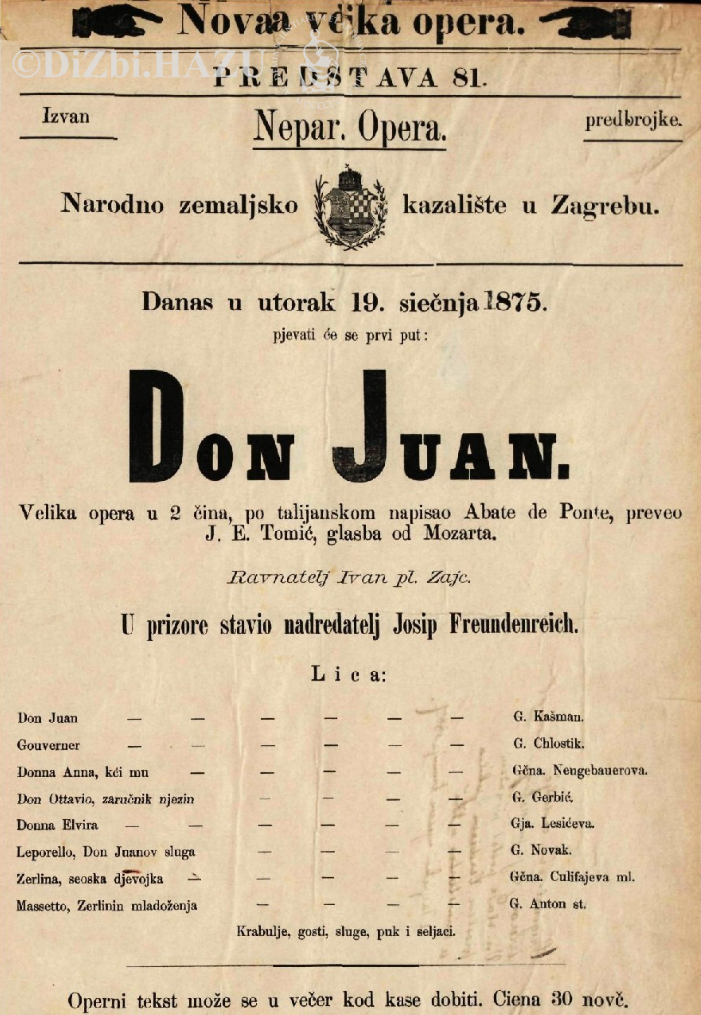 Novaa velika opera.
©DiZbi.HAZU
PREDSTAVA 81.
Izvan Nepar. Opera. predbrojke.
Narodno zemaljsko kazalište u Zagrebu.
Danas u utorak 19. siečnja 1875.
pjevati će se prvi put:
DON JUAN.
Velika opera u 2 čina, po talijanskom napisao Abate de Ponte, preveo
J. E. Tomić, glasba od Mozarta.
Ravnatelj Ivan pl. Zajc.
U prizore stavio nadredatelj Josip Freundenreich.
Lica:
Don Juan — — — — — — G. Kašman.
Gouverner — — — — — — G. Chlostik.
Donna Anna, kći mu — — — — — G. Gčna. Neugebauerova.
Don Ottavio, zaručnik njezin — — — — G. Gerbić.
Donna Elvira — — — — — — Gja. Lesićeva.
Leporello, Don Juanov sluga — — — — G. Novak.
Zerlina, seoska djevojka — — — — — Gčna. Culifajeva ml.
Massetto, Zerlinin mladoženja — — — — G. Anton st.
Krabulje, gosti, sluge, puk i seljaci.
Operni tekst može se u večer kod kase dobiti. Ciena 30 novč.